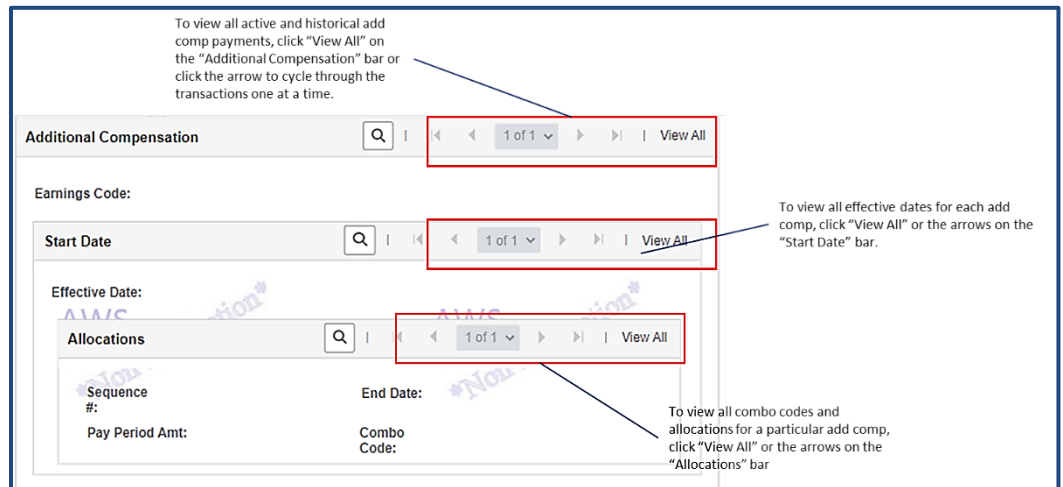 To view all active and historical add
comp payments, click “View All” on
the “Additional Compensation” bar or
click the arrow to cycle through the
transactions one at a time.
Additional Compensation
1 of 1
View All
Earnings Code:
To view all effective dates for each add
comp, click “View All” or the arrows on the
“Start Date” bar.
Start Date
1 of 1
View All
Effective Date:
AWS
AWS
Allocations
1 of 1
View All
Sequence
#:
End Date:
Pay Period Amt:
Combo
Code:
To view all combo codes and
allocations for a particular add comp,
click “View All” or the arrows on the
“Allocations” bar